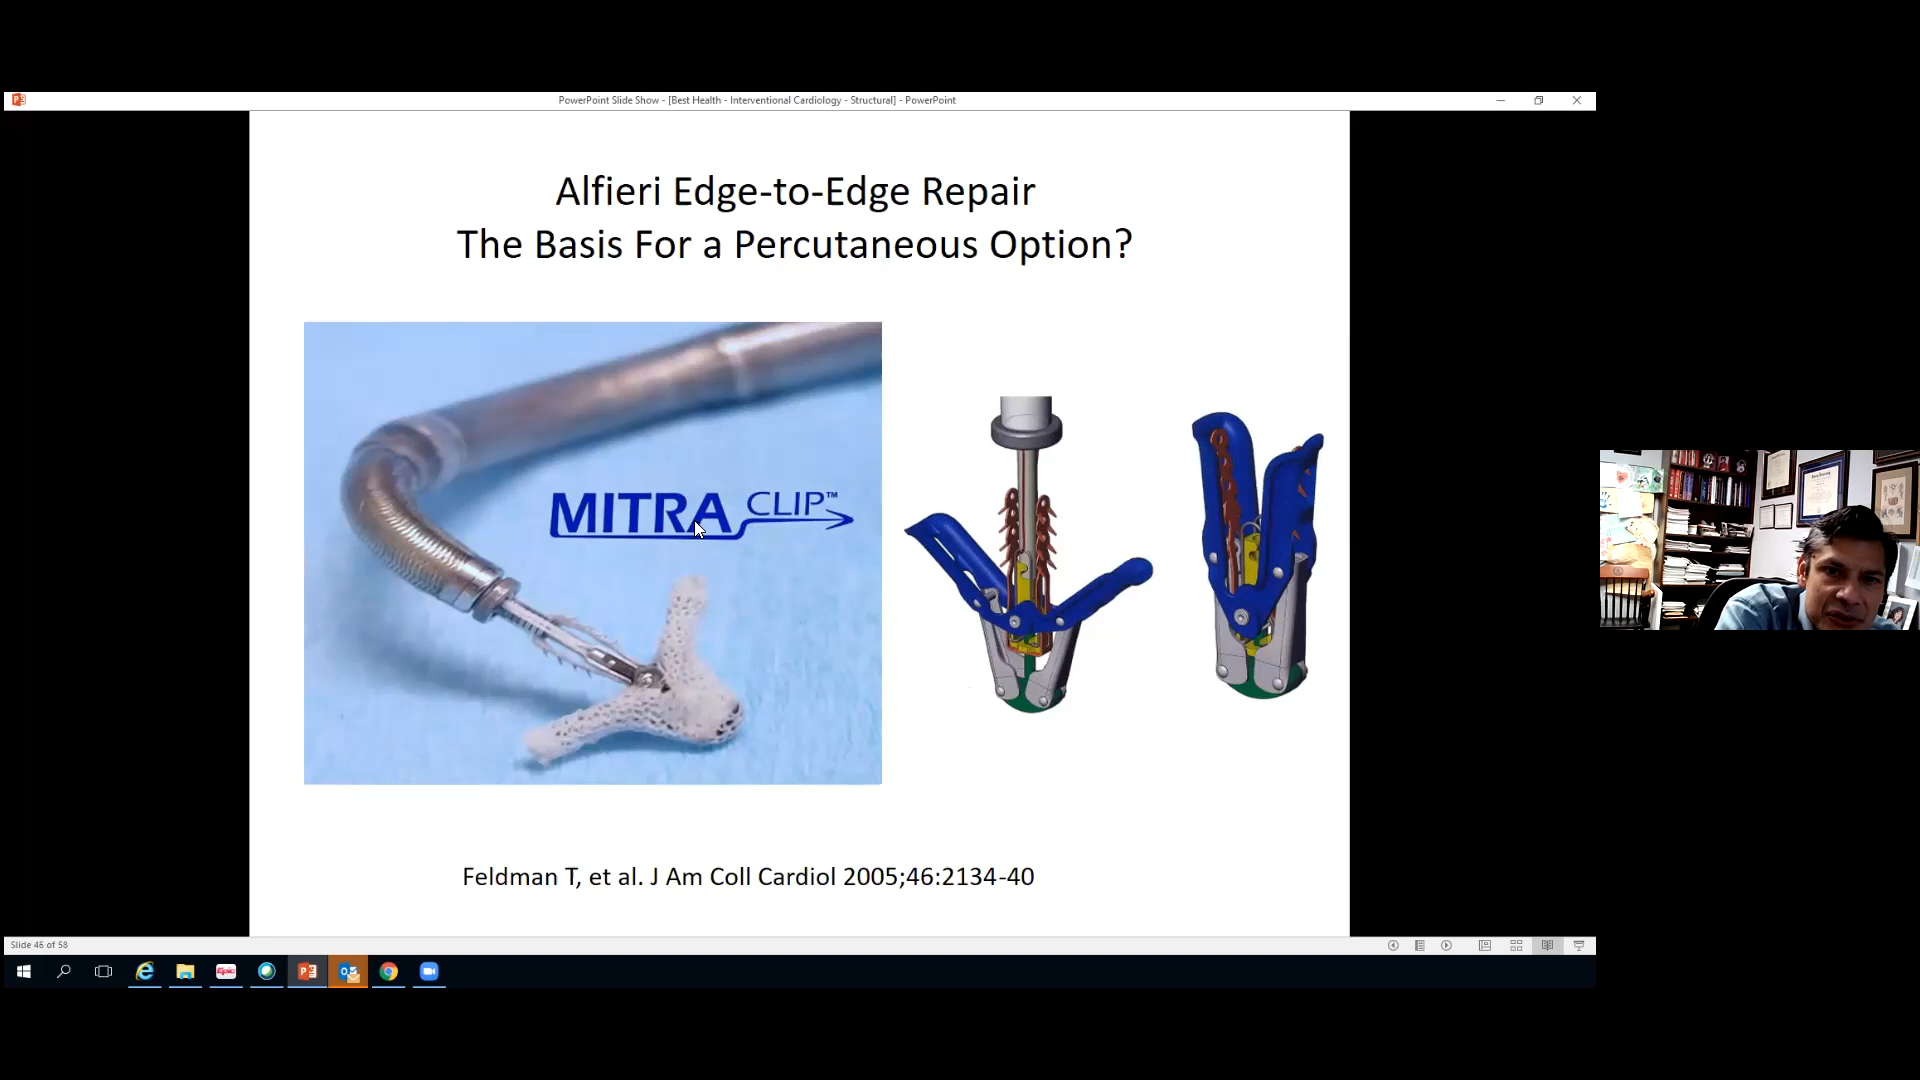 PowerPoint Slide Show - [Best Health - Interventional Cardiology - Structural] - PowerPoint
Alfieri Edge-to-Edge Repair
The Basis For a Percutaneous Option?
MITRA CLIP™
Feldman T, et al. J Am Coll Cardiol 2005;46:2134-40
Slide 46 of 58
Epic